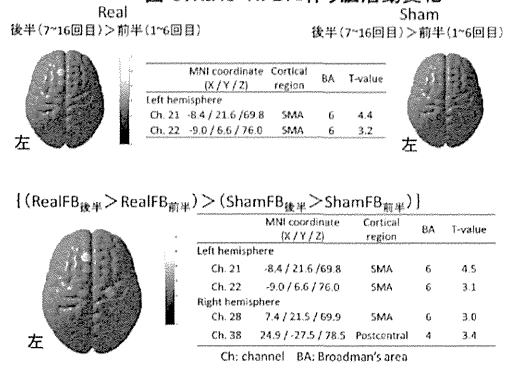 Real
Sham
後半(7~16回目)>前半(1~6回目)
後半(7~16回目)>前半(1~6回目)
MNI coordinate (X / Y / Z) Cortical region BA T-value
Left hemisphere
Ch. 21 -8.4 / 21.6 /69.8 SMA 6 4.4
Ch. 22 -9.0 / 6.6 / 76.0 SMA 6 3.2
左
左
{(RealFB後半>RealFB前半)>(ShamFB後半>ShamFB前半)}
MNI coordinate (X / Y / Z) Cortical region BA T-value
Left hemisphere
Ch. 21 -8.4 / 21.6 / 69.8 SMA 6 4.5
Ch. 22 -9.0 / 6.6 / 76.0 SMA 6 3.1
Right hemisphere
Ch. 28 7.4 / 21.5 / 69.9 SMA 6 3.0
Ch. 38 24.9 / -27.5 / 78.5 Postcentral 4 3.4
左
Ch: channel BA: Broadman's area